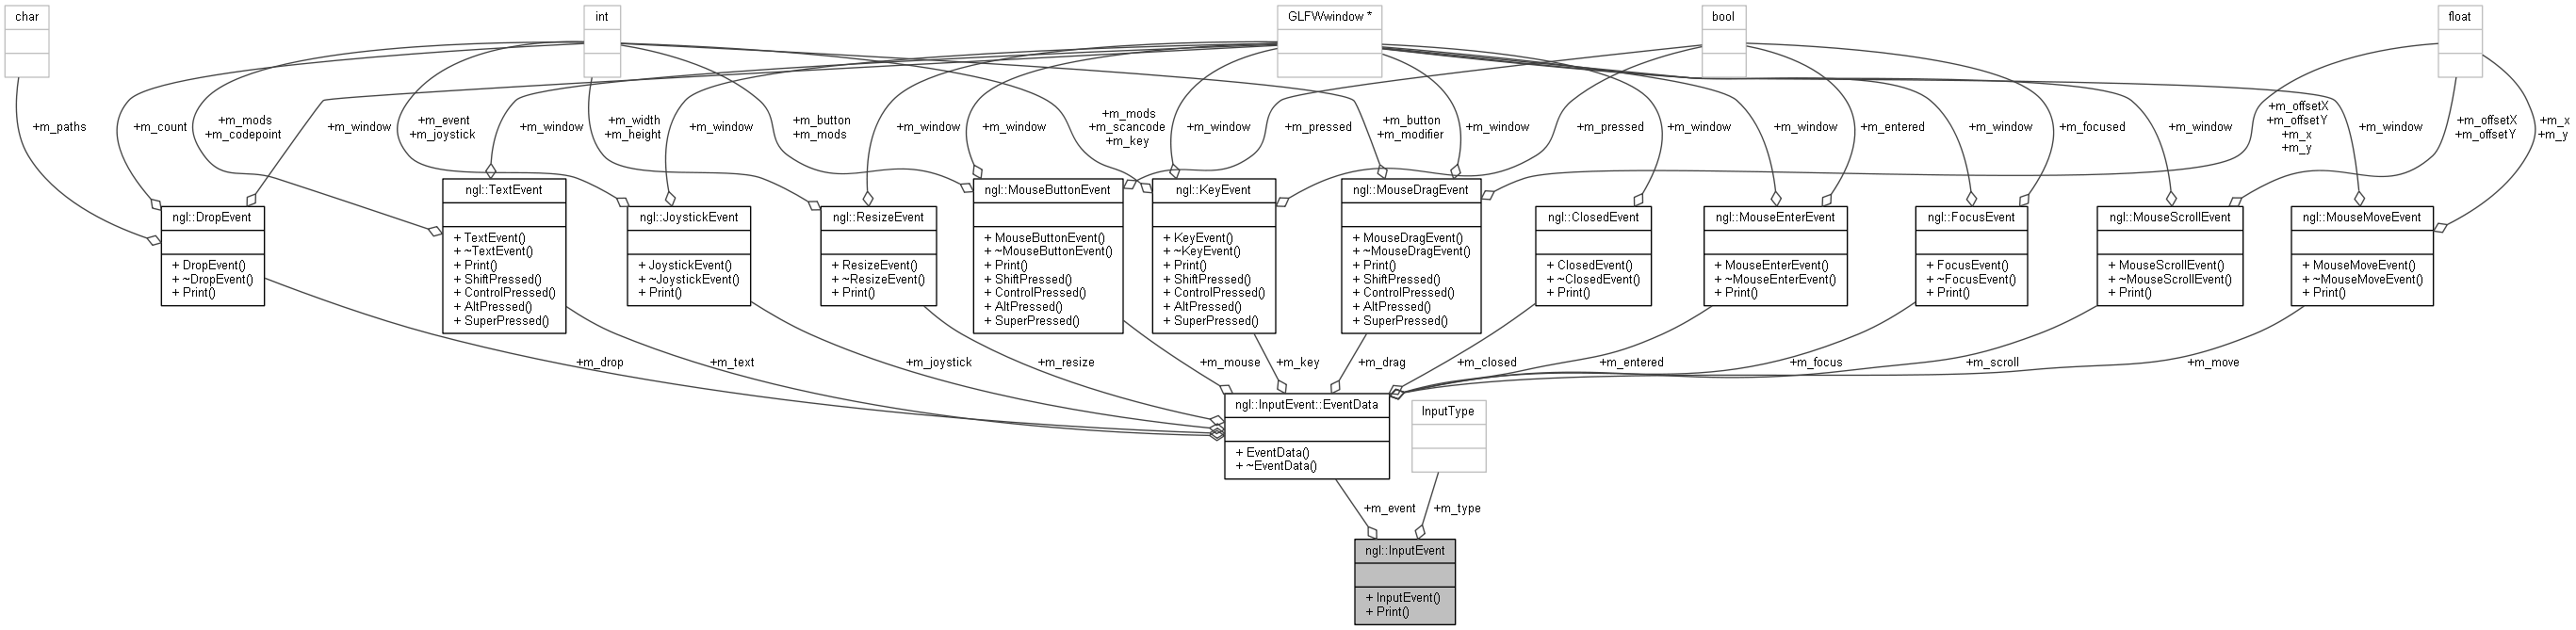 char
int
GLFWwindow *
bool
float
+m_paths
+m_count
+m_mods
+m_codepoint
+m_window
+m_event
+m_joystick
+m_window
+m_width
+m_height
+m_window
+m_button
+m_mods
+m_window
+m_window
+m_mods
+m_scancode
+m_key
+m_window
+m_pressed
+m_button
+m_modifier
+m_window
+m_pressed
+m_window
+m_window
+m_entered
+m_window
+m_focused
+m_window
+m_offsetX
+m_offsetY
+m_x
+m_y
+m_window
+m_offsetX
+m_offsetY
+m_x
+m_y
ngl::DropEvent
+ DropEvent()
+ ~DropEvent()
+ Print()
ngl::TextEvent
+ TextEvent()
+ ~TextEvent()
+ Print()
+ ShiftPressed()
+ ControlPressed()
+ AltPressed()
+ SuperPressed()
ngl::JoystickEvent
+ JoystickEvent()
+ ~JoystickEvent()
+ Print()
ngl::ResizeEvent
+ ResizeEvent()
+ ~ResizeEvent()
+ Print()
ngl::MouseButtonEvent
+ MouseButtonEvent()
+ ~MouseButtonEvent()
+ Print()
+ ShiftPressed()
+ ControlPressed()
+ AltPressed()
+ SuperPressed()
ngl::KeyEvent
+ KeyEvent()
+ ~KeyEvent()
+ Print()
+ ShiftPressed()
+ ControlPressed()
+ AltPressed()
+ SuperPressed()
ngl::MouseDragEvent
+ MouseDragEvent()
+ ~MouseDragEvent()
+ Print()
+ ShiftPressed()
+ ControlPressed()
+ AltPressed()
+ SuperPressed()
ngl::ClosedEvent
+ ClosedEvent()
+ ~ClosedEvent()
+ Print()
ngl::MouseEnterEvent
+ MouseEnterEvent()
+ ~MouseEnterEvent()
+ Print()
ngl::FocusEvent
+ FocusEvent()
+ ~FocusEvent()
+ Print()
ngl::MouseScrollEvent
+ MouseScrollEvent()
+ ~MouseScrollEvent()
+ Print()
ngl::MouseMoveEvent
+ MouseMoveEvent()
+ ~MouseMoveEvent()
+ Print()
+m_drop
+m_text
+m_joystick
+m_resize
+m_mouse
+m_key
+m_drag
+m_closed
+m_entered
+m_focus
+m_scroll
+m_move
ngl::InputEvent::EventData
+ EventData()
+ ~EventData()
InputType
+m_event
+m_type
ngl::InputEvent
+ InputEvent()
+ Print()